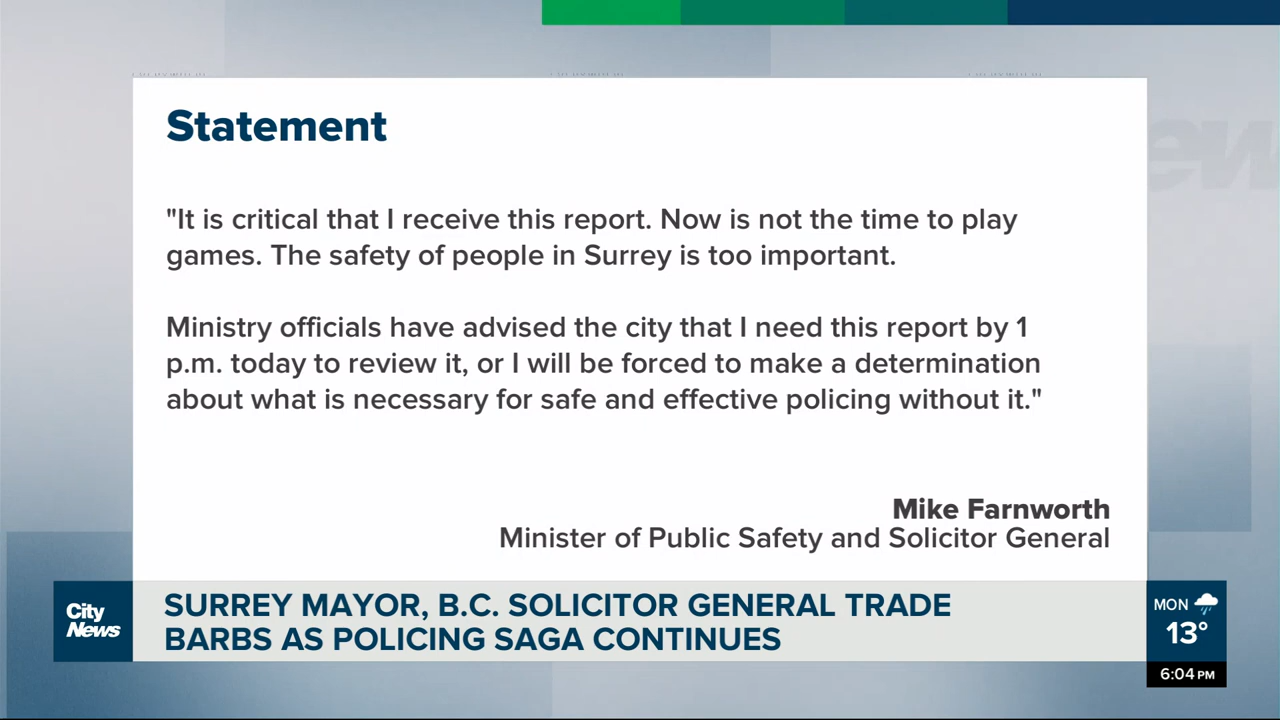 Statement
"It is critical that I receive this report. Now is not the time to play
games. The safety of people in Surrey is too important.
Ministry officials have advised the city that I need this report by 1
p.m. today to review it, or I will be forced to make a determination
about what is necessary for safe and effective policing without it."
Mike Farnworth
Minister of Public Safety and Solicitor General
City
News
SURREY MAYOR, B.C. SOLICITOR GENERAL TRADE
BARBS AS POLICING SAGA CONTINUES
MON
13°
6:04 PM